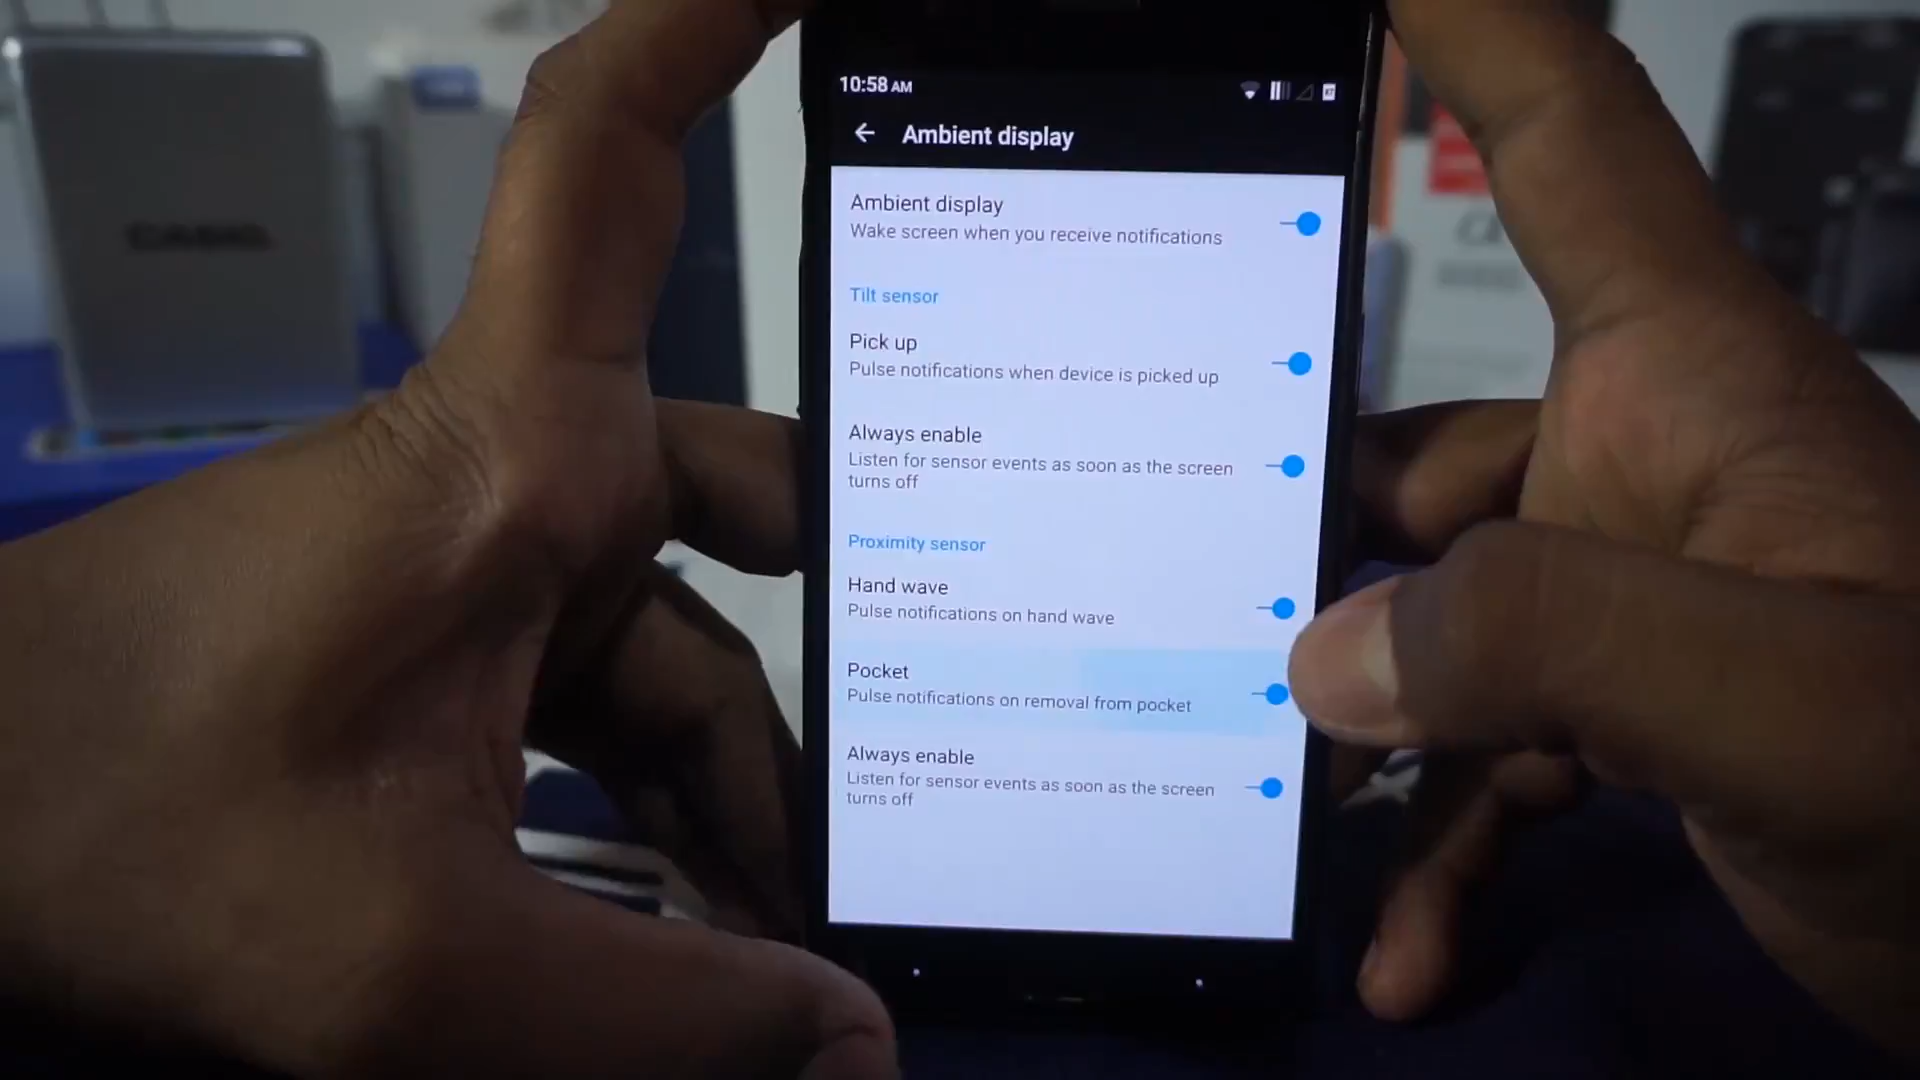 CASIO
10:58 AM
Ambient display
Ambient display
Wake screen when you receive notifications
Tilt sensor
Pick up
Pulse notifications when device is picked up
Always enable
Listen for sensor events as soon as the screen
turns off
Proximity sensor
Hand wave
Pulse notifications on hand wave
Pocket
Pulse notifications on removal from pocket
Always enable
Listen for sensor events as soon as the screen
turns off